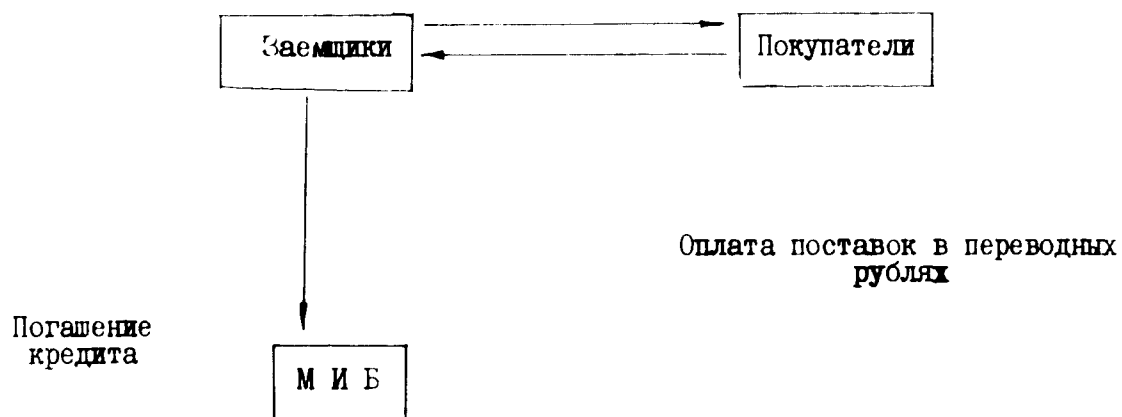 Заемщики
Покупатели
Оплата поставок в переводных
рублях
Погашение
кредита
М И Б